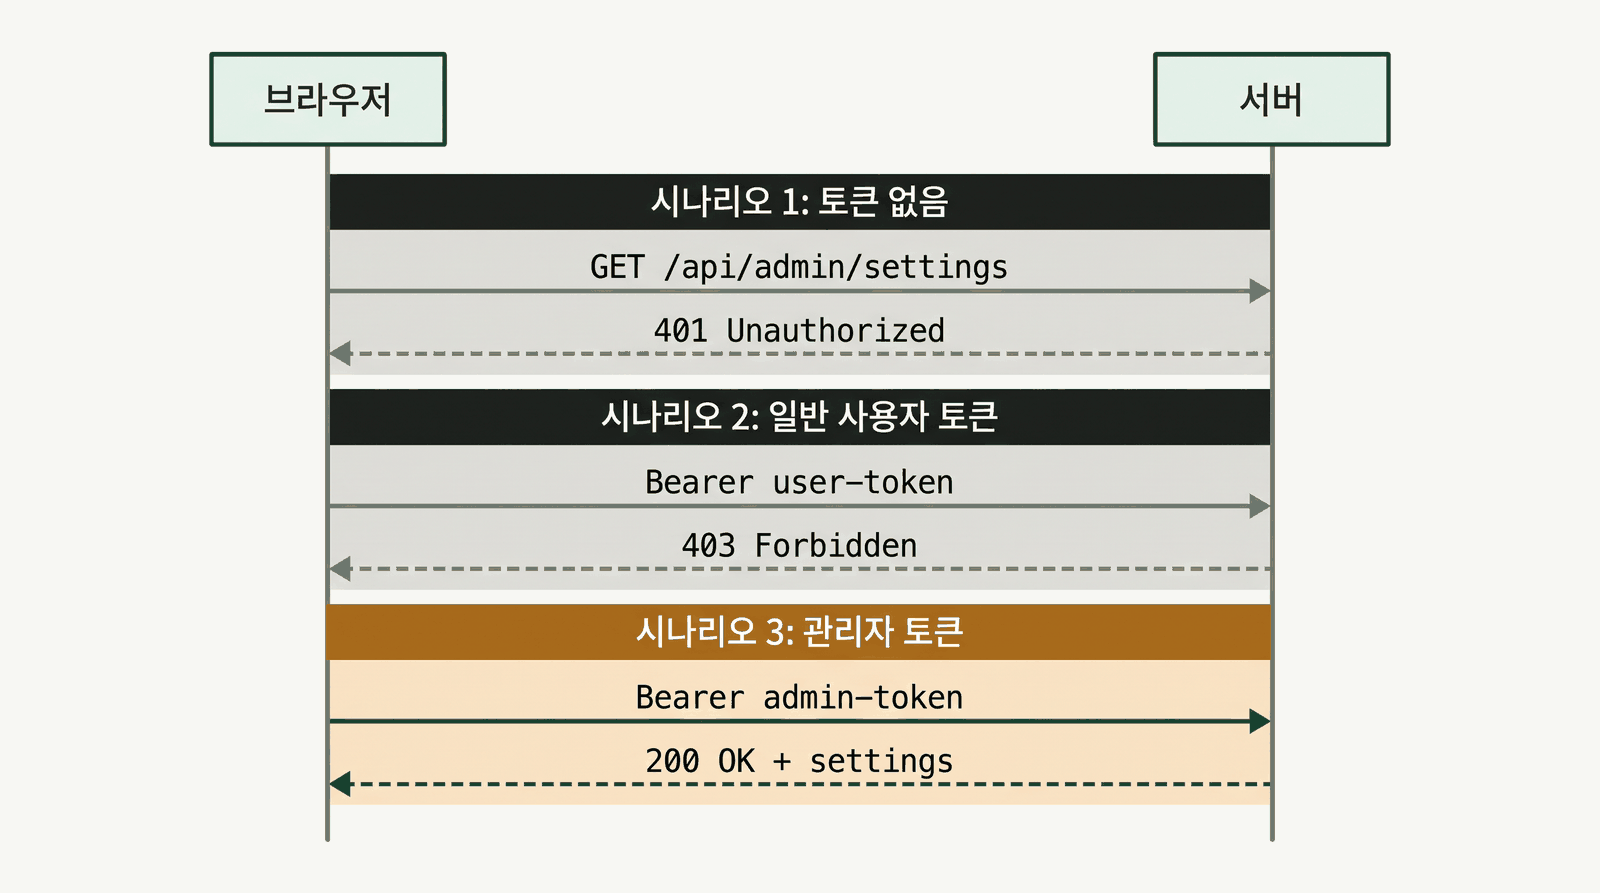 브라우저
서버
시나리오 1: 토큰 없음
GET /api/admin/settings
401 Unauthorized
시나리오 2: 일반 사용자 토큰
Bearer user-token
403 Forbidden
시나리오 3: 관리자 토큰
Bearer admin-token
200 OK + settings